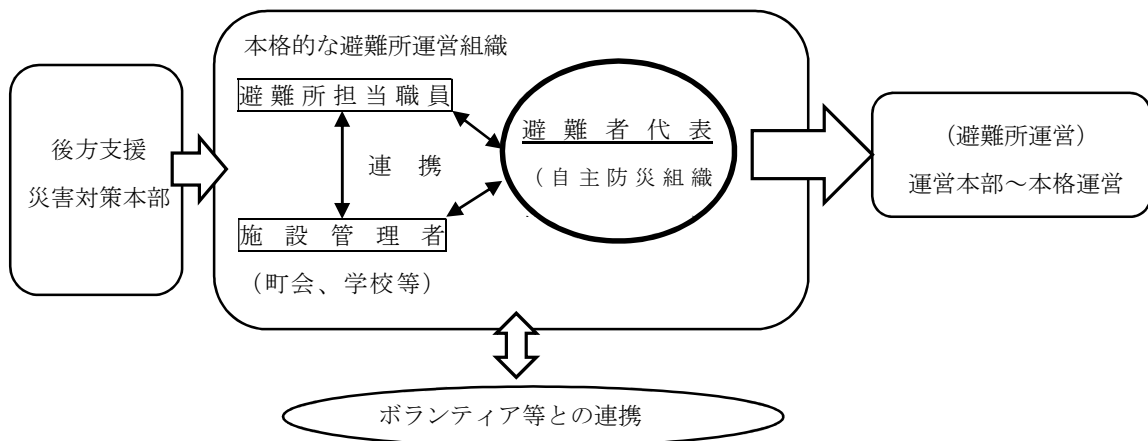 後方支援
災害対策本部
本格的な避難所運営組織
避難所担当職員
連 携
施設管理者
（町会、学校等）
避難者代表
（自主防災組織
（避難所運営）
運営本部～本格運営
ボランティア等との連携